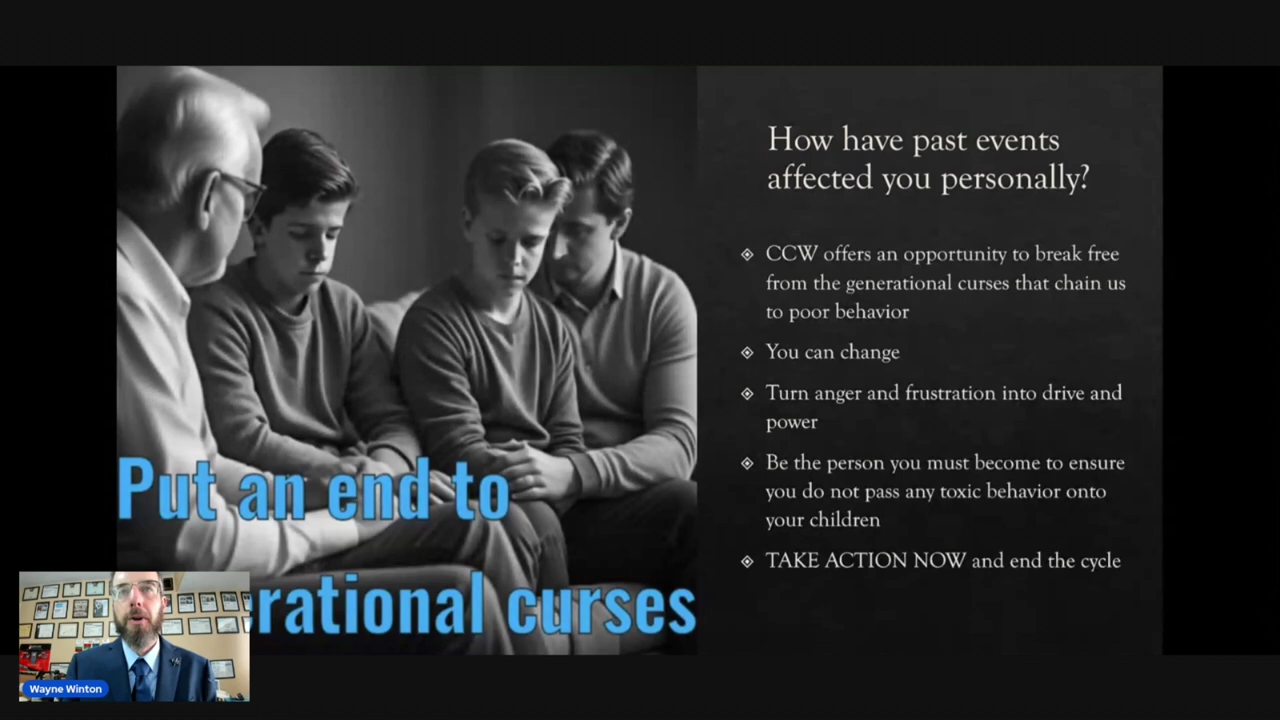 How have past events
affected you personally?
CCW offers an opportunity to break free
from the generational curses that chain us
to poor behavior
You can change
Turn anger and frustration into drive and
power
Be the person you must become to ensure
you do not pass any toxic behavior onto
your children
TAKE ACTION NOW and end the cycle
Put an end to
erational curses
Wayne Winton